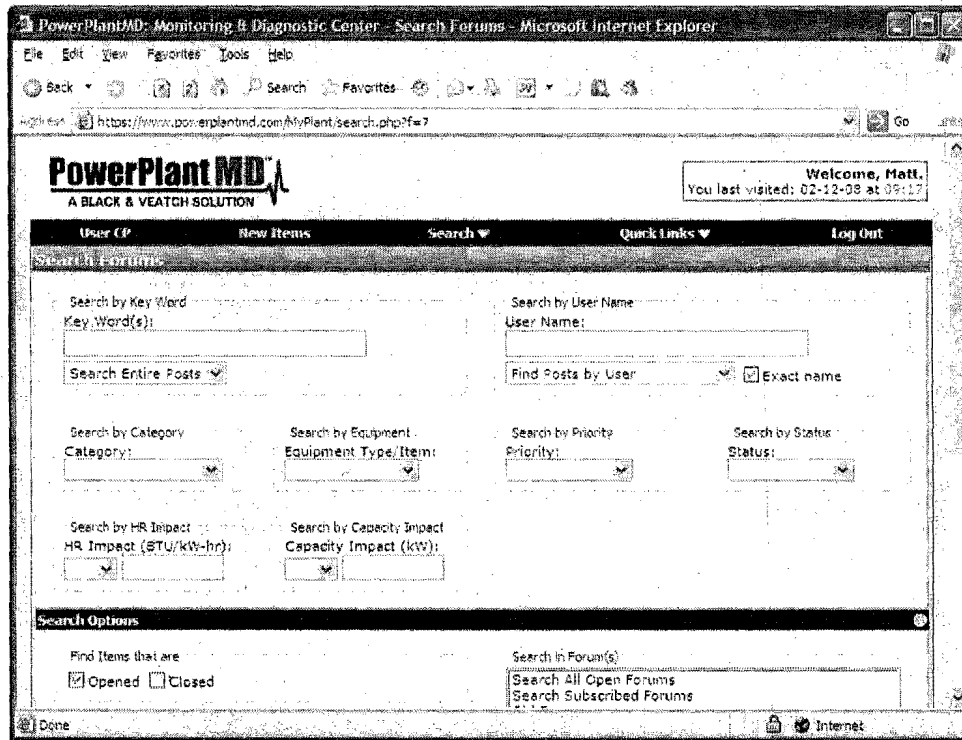 PowerPlantMD: Monitoring & Diagnostic Center - Search Forums - Microsoft Internet Explorer
File Edit View Favorites Tools Help
Back Search Favorites
Address https://www.powerplantmd.com/MyPlant/search.php?f=7 Go
PowerPlant MD™
A BLACK & VEATCH SOLUTION
Welcome, Matt.
You last visited: 02-12-08 at 09:17
User CP New Items Search Quick Links Log Out
Search Forums
Search by Key Word Search by User Name
Key Word(s): User Name:
Search Entire Posts Find Posts by User Exact name
Search by Category Search by Equipment Search by Priority Search by Status
Category: Equipment Type/Item: Priority: Status:
Search by HR Impact Search by Capacity Impact
HR Impact (BTU/kW-hr): Capacity Impact (kW):
Search Options
Find Items that are Search in Forum(s)
Opened Closed Search All Open Forums
Search Subscribed Forums
Done Internet